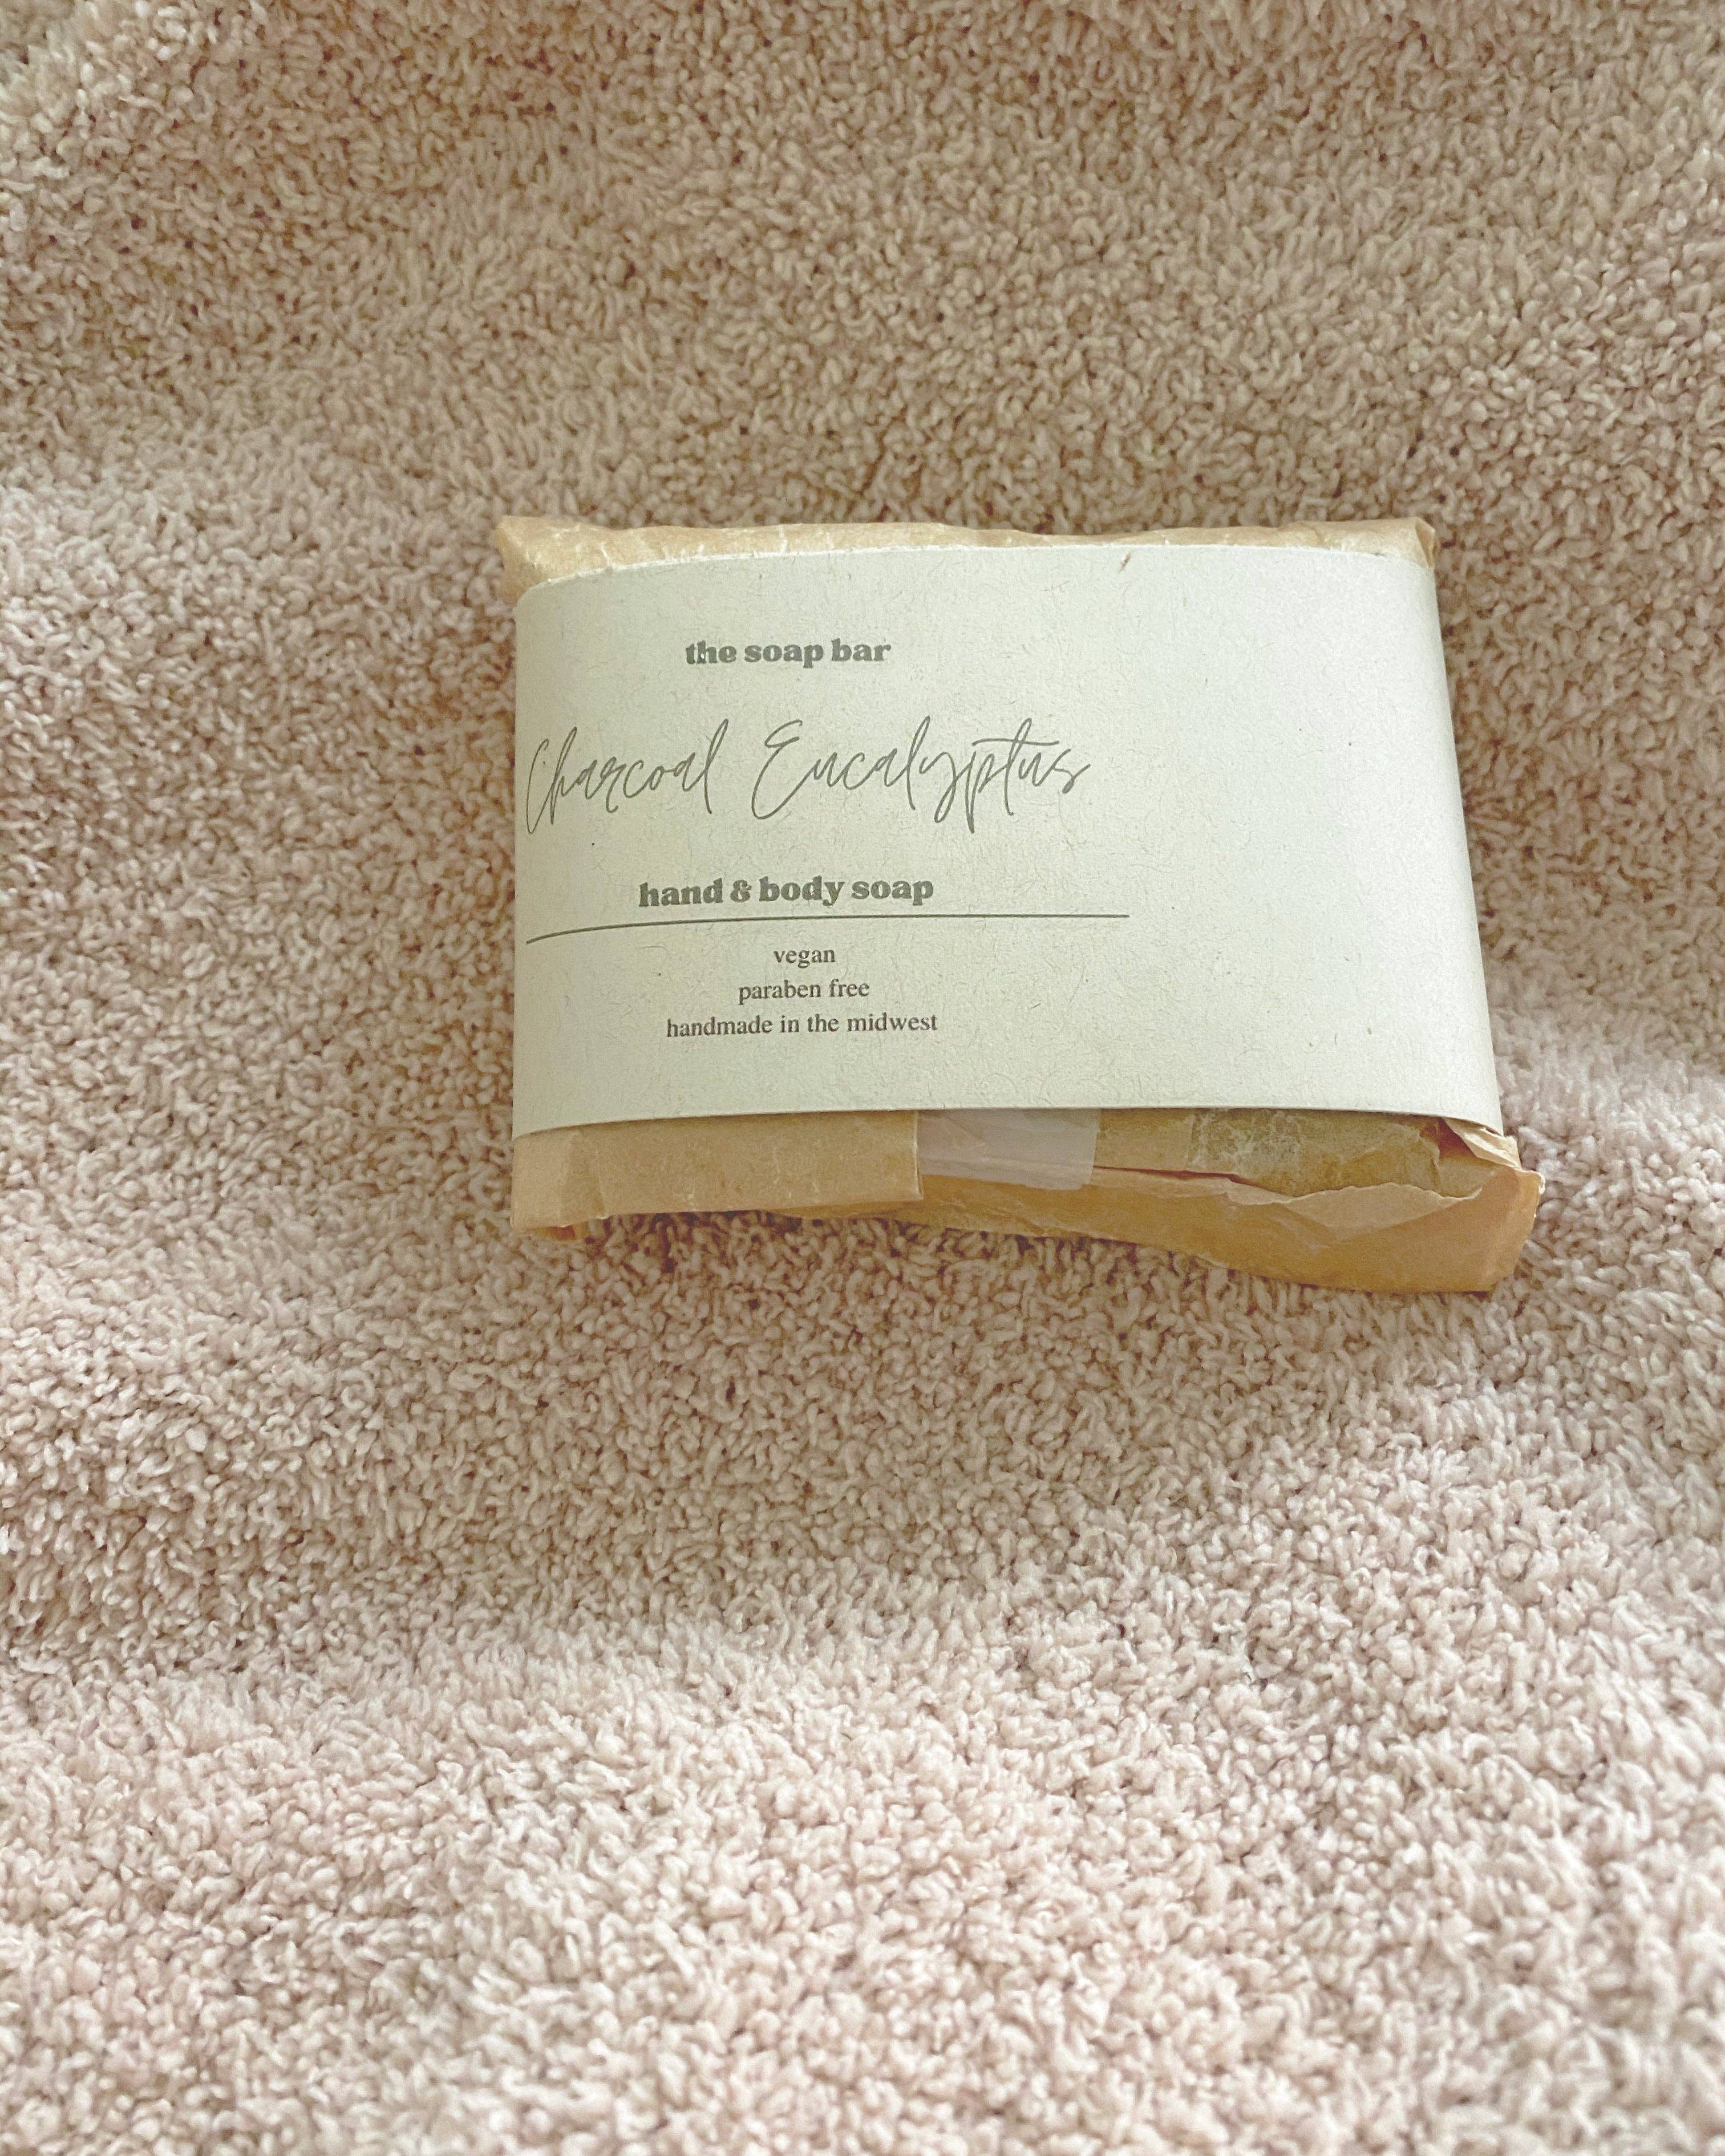 the soap bar
Charcoal Eucalyptus
hand & body soap
vegan
paraben free
handmade in the midwest